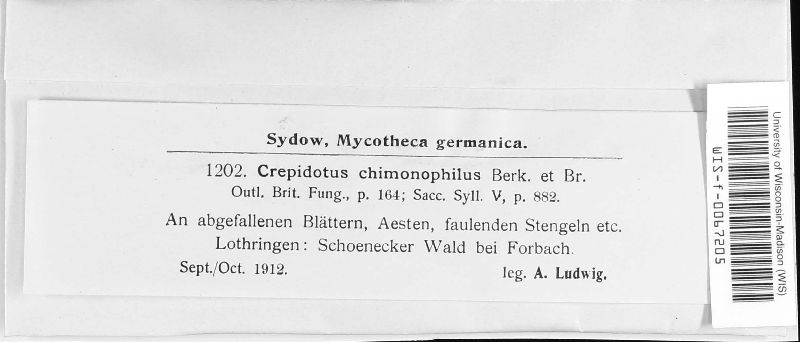 Sydow, Mycotheca germanica.
1202. Crepidotus chimonophilus Berk. et Br.
Outl. Brit. Fung., p. 164; Sacc. Syll. V, p. 882.
An abgefallenen Blättern, Aesten, faulenden Stengeln etc.
Lothringen: Schoenecker Wald bei Forbach.
Sept./Oct. 1912. leg. A. Ludwig.
WIS-f-0067205
University of Wisconsin-Madison (WIS)